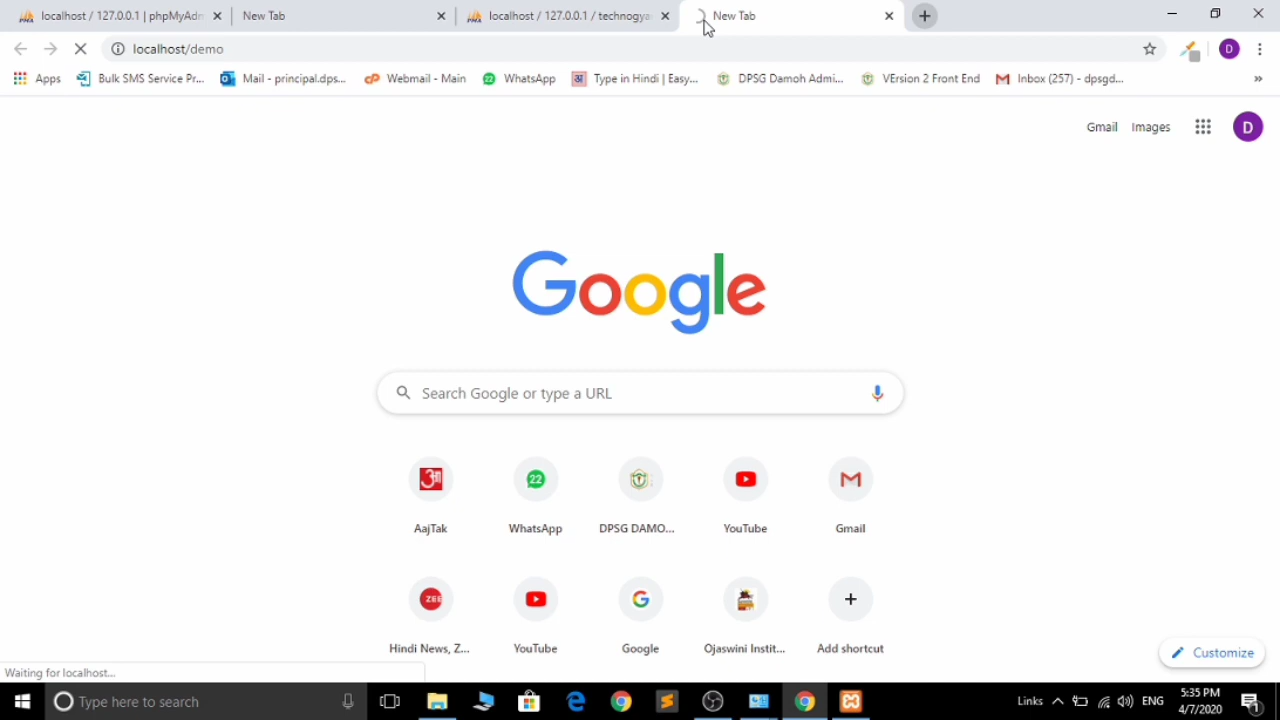 localhost / 127.0.0.1 | phpMyAdm
New Tab
localhost / 127.0.0.1 / technogya
New Tab
localhost/demo
D
Apps
Bulk SMS Service Pr...
Mail - principal.dps...
Webmail - Main
22
WhatsApp
अ
Type in Hindi | Easy...
DPSG Damoh Admi...
VErsion 2 Front End
Inbox (257) - dpsgd...
»
Gmail
Images
D
Google
Search Google or type a URL
22
AajTak
WhatsApp
DPSG DAMO...
YouTube
Gmail
ZEE
Hindi News, Z...
YouTube
Google
Ojaswini Instit...
Add shortcut
Customize
Waiting for localhost...
Type here to search
Links
ENG
5:35 PM
4/7/2020
1